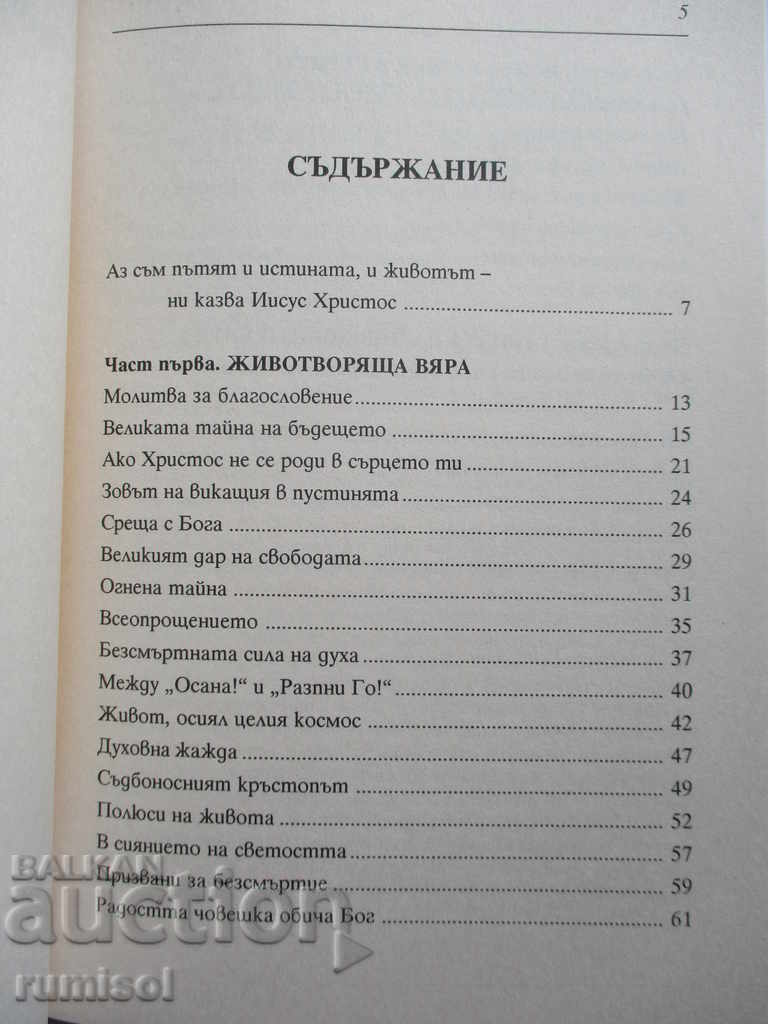 5
СЪДЪРЖАНИЕ
Аз съм пътят и истината, и животът –
ни казва Иисус Христос ........ 7
Част първа. ЖИВОТВОРЯЩА ВЯРА
Молитва за благословение ........ 13
Великата тайна на бъдещето ........ 15
Ако Христос не се роди в сърцето ти ........ 21
Зовът на викащия в пустинята ........ 24
Среща с Бога ........ 26
Великият дар на свободата ........ 29
Огнена тайна ........ 31
Всеопрощението ........ 35
Безсмъртната сила на духа ........ 37
Между „Осана!“ и „Разпни Го!“ ........ 40
Живот, осиял целия космос ........ 42
Духовна жажда ........ 47
Съдбоносният кръстопът ........ 49
Полюси на живота ........ 52
В сиянието на светостта ........ 57
Призвани за безсмъртие ........ 59
Радостта човешка обича Бог ........ 61
BALKAN
auction
rumisol